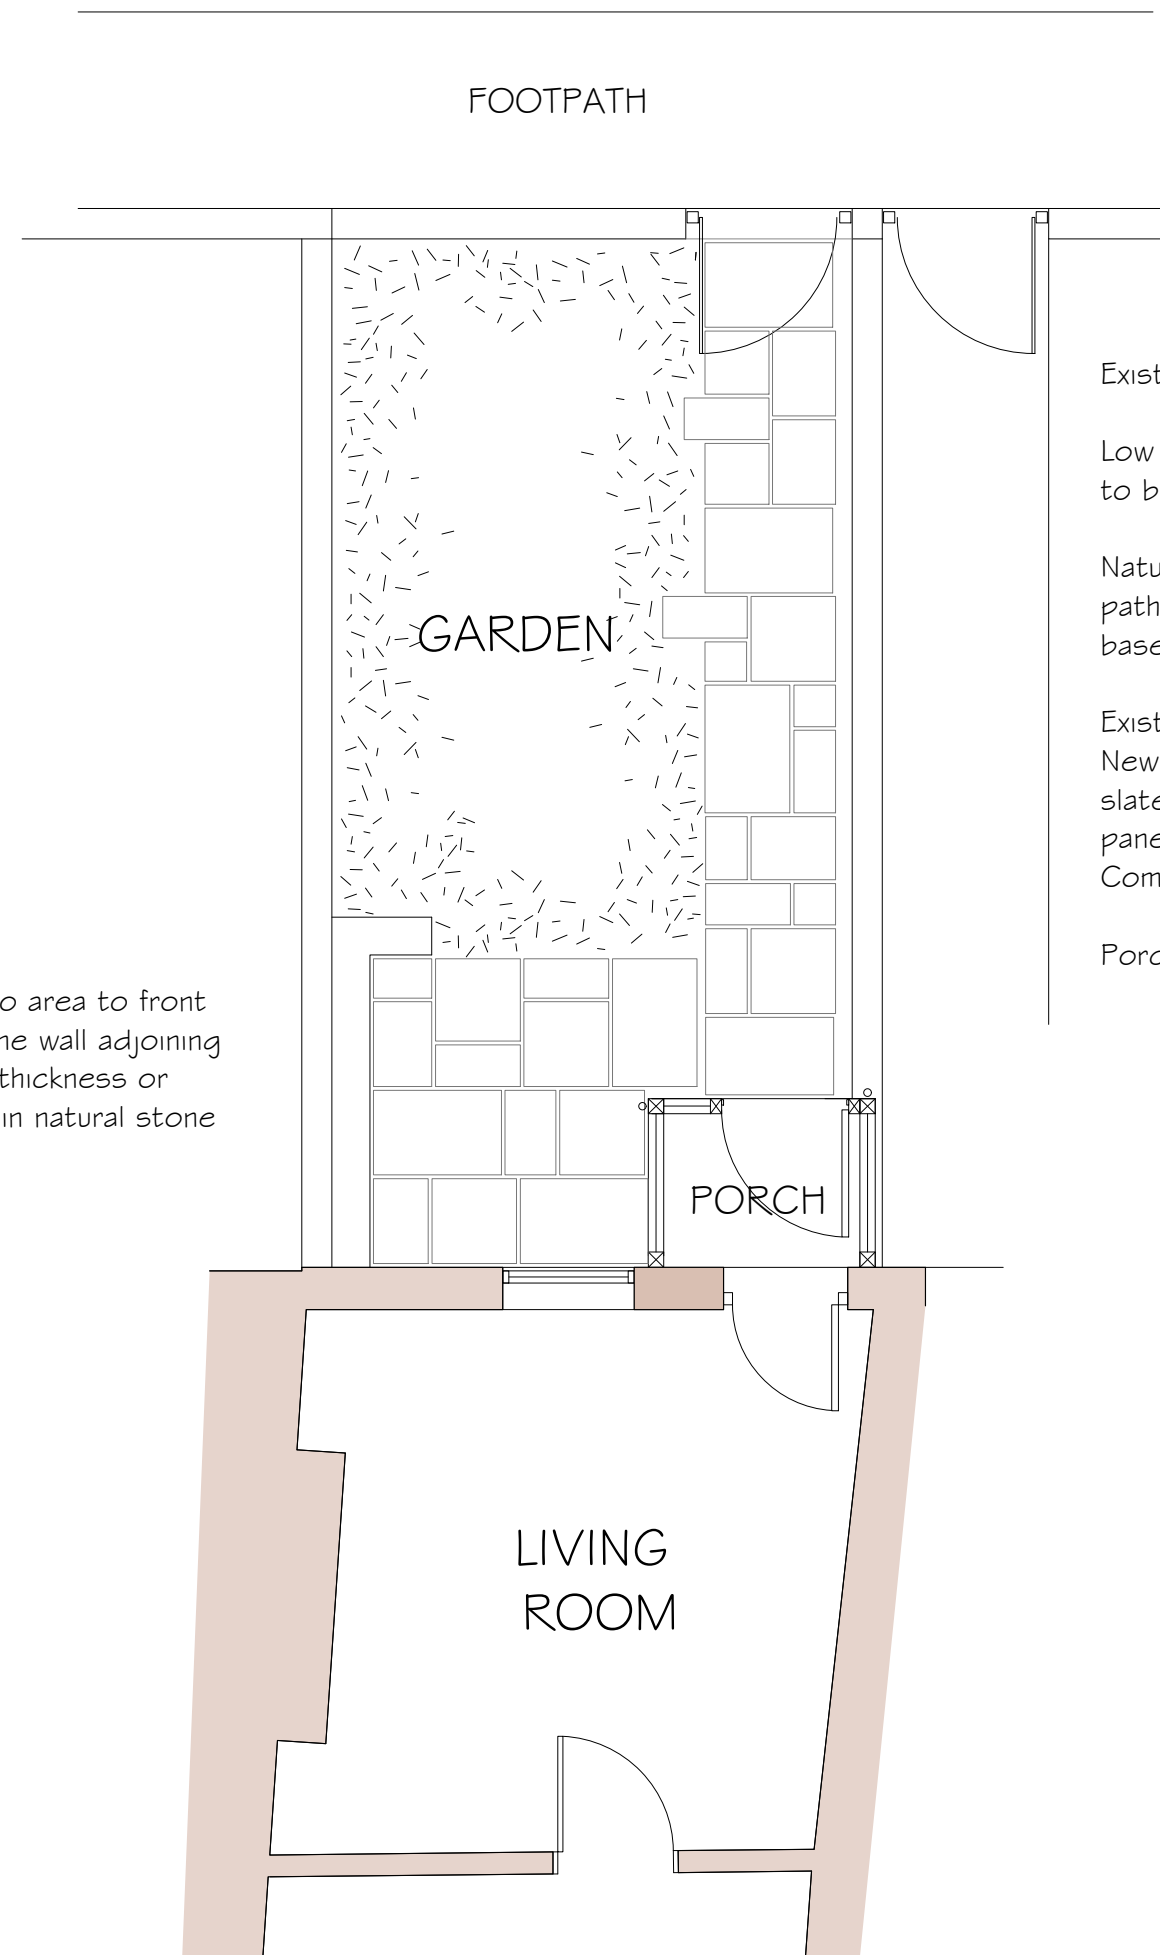 FOOTPATH
Exist
Low
to b
Natu
path
base
GARDEN
Exist
New
slate
pane
Com
Porc
o area to front
ne wall adjoining
thickness or
in natural stone
PORCH
LIVING
ROOM